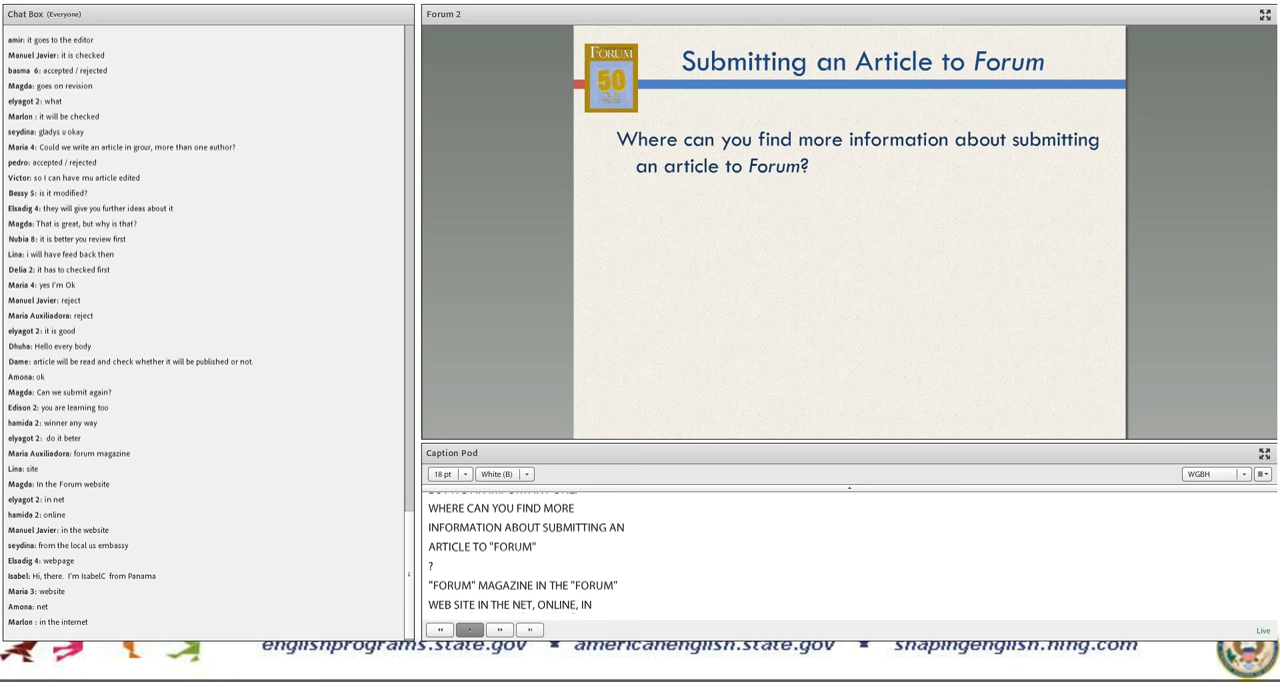 Chat Box (Everyone)
amir: it goes to the editor
Manuel Javier: it is checked
basma 6: accepted / rejected
Magda: goes on revision
elyagot 2: what
Marlon : it will be checked
seydina: gladys u okay
Maria 4: Could we write an article in grour, more than one author?
pedro: accepted / rejected
Victor: so I can have mu article edited
Bessy 5: is it modified?
Elsadig 4: they will give you further ideas about it
Magda: That is great, but why is that?
Nubia 8: it is better you review first
Lina: i will have feed back then
Delia 2: it has to checked first
Maria 4: yes I'm Ok
Manuel Javier: reject
Maria Auxiliadora: reject
elyagot 2: it is good
Dhuha: Hello every body
Dame: article will be read and check whether it will be published or not.
Amona: ok
Magda: Can we submit again?
Edison 2: you are learning too
hamida 2: winner any way
elyagot 2: do it beter
Maria Auxiliadora: forum magazine
Lina: site
Magda: In the Forum website
elyagot 2: in net
hamida 2: online
Manuel Javier: in the website
seydina: from the local us embassy
Elsadig 4: webpage
Isabel: Hi, there. I'm IsabelC from Panama
Maria 3: website
Amona: net
Marlon : in the internet
Forum 2
FORUM
50
Submitting an Article to Forum
Where can you find more information about submitting
an article to Forum?
Caption Pod
18 pt
White (B)
WGBH
WHERE CAN YOU FIND MORE
INFORMATION ABOUT SUBMITTING AN
ARTICLE TO "FORUM"
?
"FORUM" MAGAZINE IN THE "FORUM"
WEB SITE IN THE NET, ONLINE, IN
Live
englishprograms.state.gov ▪ americanenglish.state.gov ▪ shapingenglish.ning.com